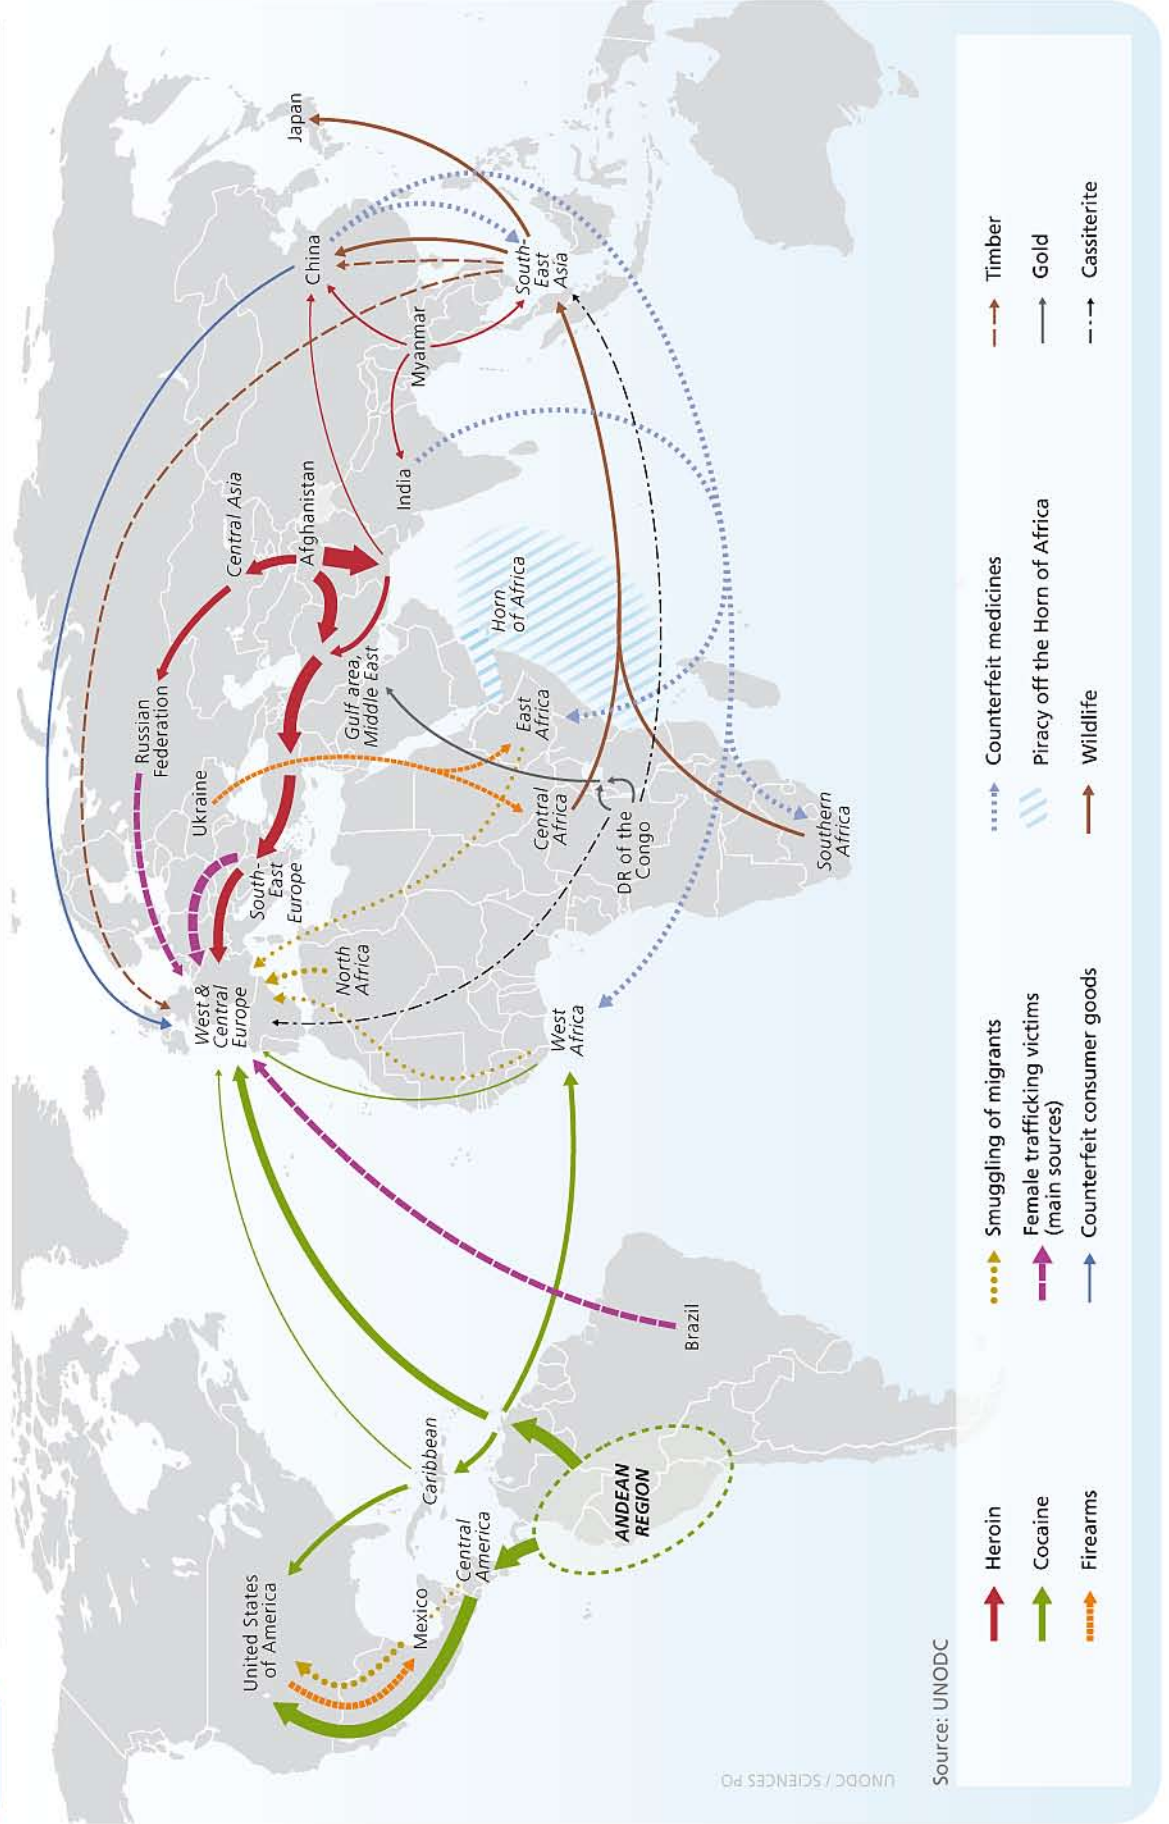 United States
of America
Mexico
Central
America
Caribbean
ANDEAN
REGION
Brazil
West &
Central
Europe
West
Africa
North
Africa
South-
East
Europe
Ukraine
Russian
Federation
Central
Africa
DR of the
Congo
East
Africa
Southern
Africa
Gulf area,
Middle East
Horn
of Africa
Central Asia
Afghanistan
India
Myanmar
China
South-
East
Asia
Japan
UNODC / SCIENCES PO
Source: UNODC
Heroin
Cocaine
Firearms
Smuggling of migrants
Female trafficking victims
(main sources)
Counterfeit consumer goods
Counterfeit medicines
Piracy off the Horn of Africa
Wildlife
Timber
Gold
Cassiterite